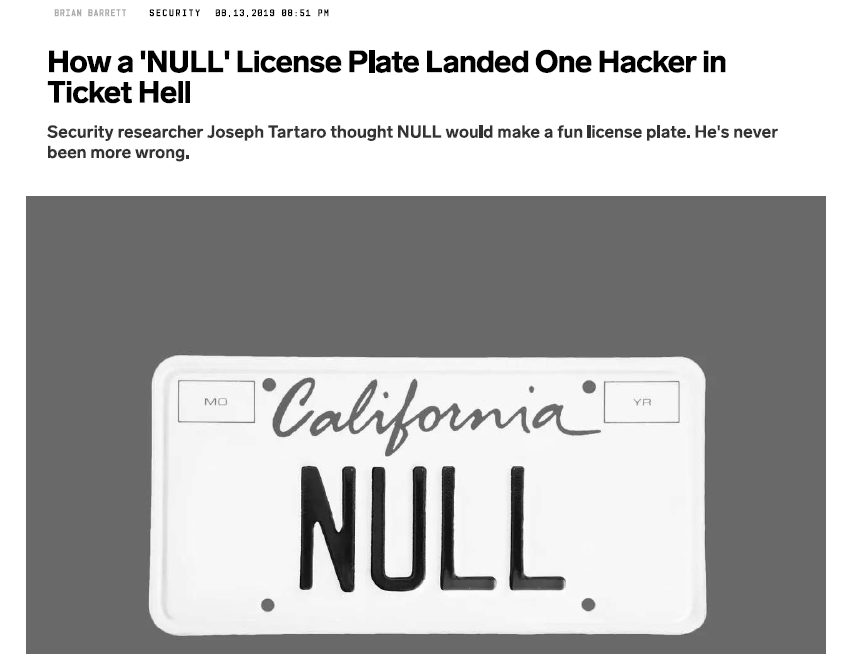 BRIAN BARRETT SECURITY 08.13.2019 08:51 PM
How a 'NULL' License Plate Landed One Hacker in
Ticket Hell
Security researcher Joseph Tartaro thought NULL would make a fun license plate. He's never
been more wrong.
MO California YR
NULL